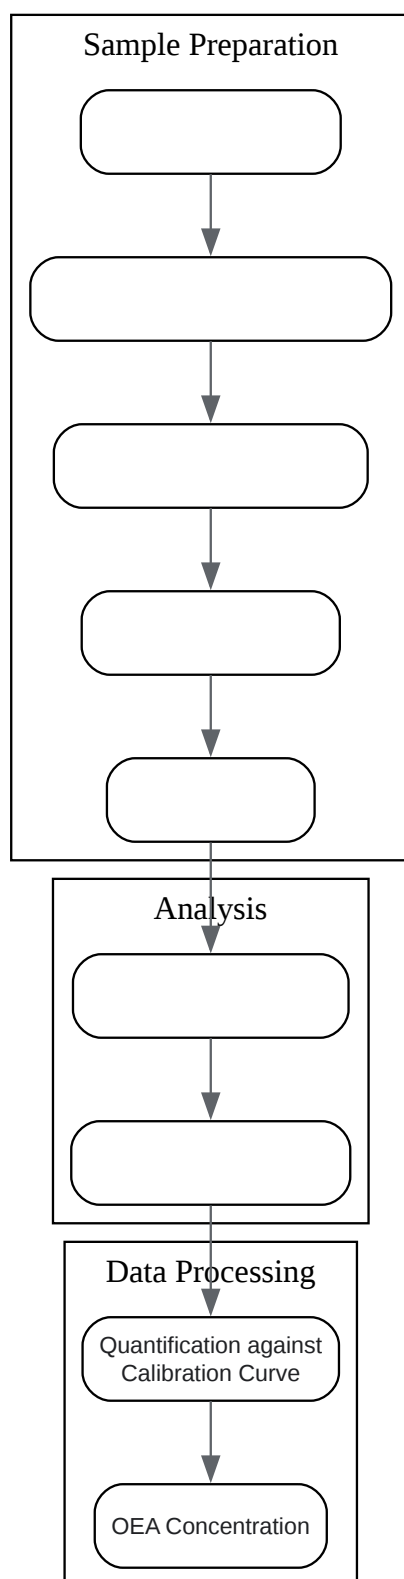 Sample Preparation
Analysis
Data Processing
Quantification against
Calibration Curve
OEA Concentration